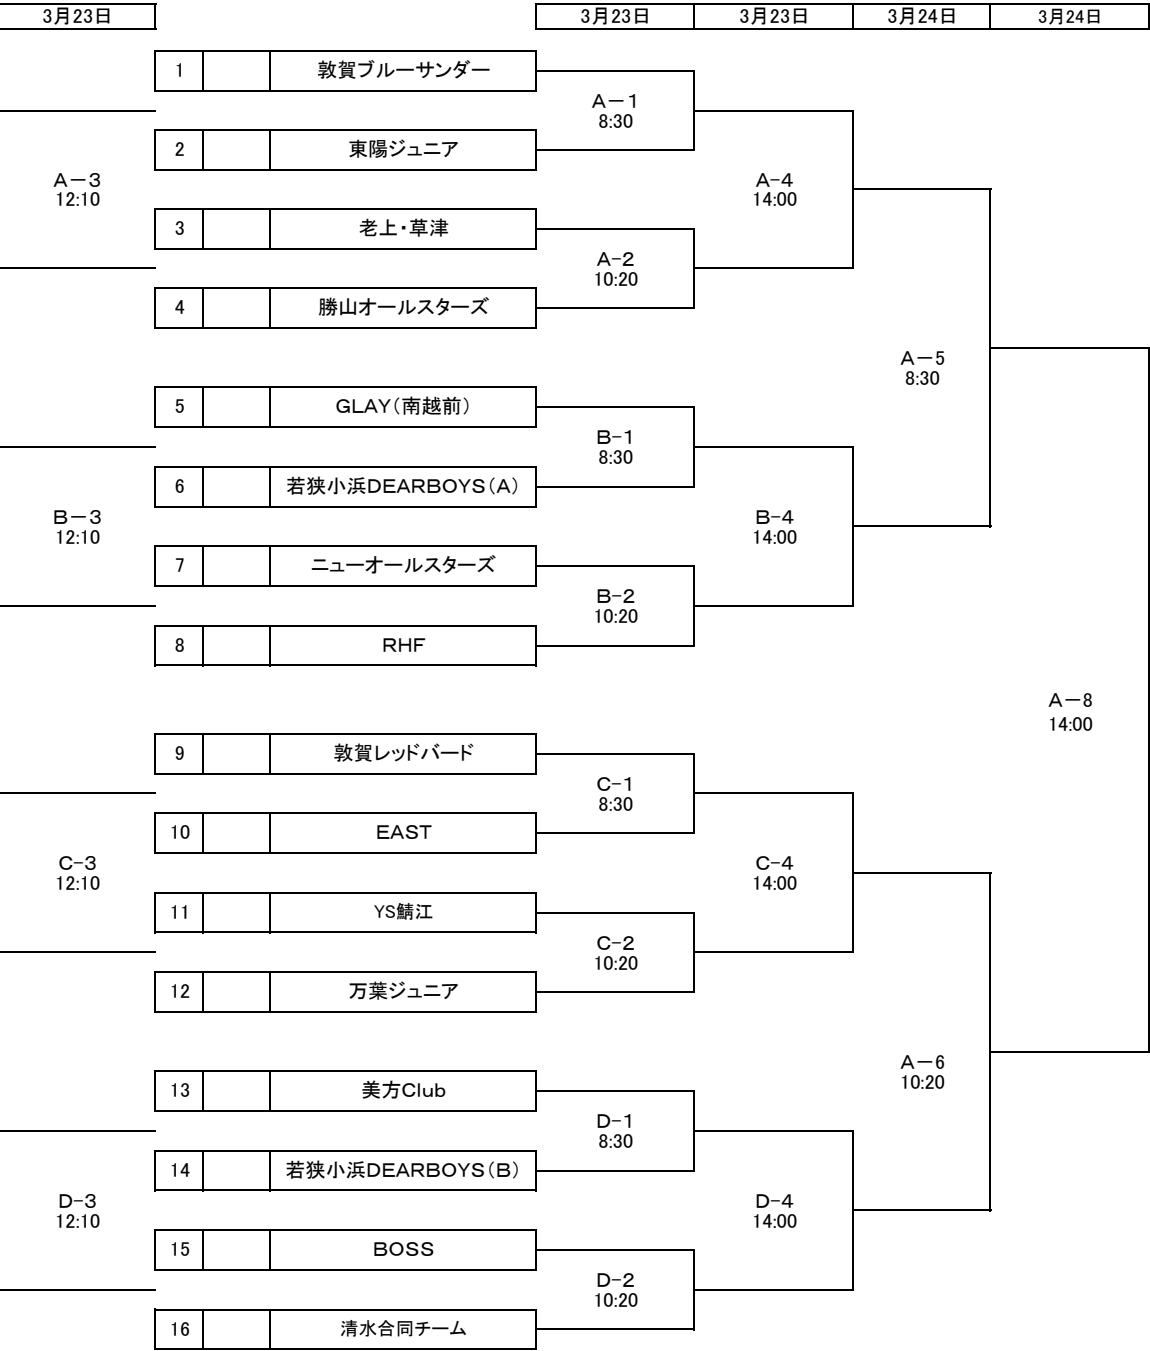 3月23日
3月23日
3月23日
3月24日
3月24日
1 敦賀ブルーサンダー
A－1
8:30
2 東陽ジュニア
A－3
12:10
A-4
14:00
3 老上・草津
A-2
10:20
4 勝山オールスターズ
A－5
8:30
5 GLAY（南越前）
B-1
8:30
6 若狭小浜DEARBOYS（A）
B－3
12:10
B-4
14:00
7 ニューオールスターズ
B-2
10:20
8 RHF
A－8
14:00
9 敦賀レッドバード
C-1
8:30
10 EAST
C-3
12:10
C-4
14:00
11 YS鯖江
C-2
10:20
12 万葉ジュニア
A－6
10:20
13 美方Club
D-1
8:30
14 若狭小浜DEARBOYS（B）
D-3
12:10
D-4
14:00
15 BOSS
D-2
10:20
16 清水合同チーム